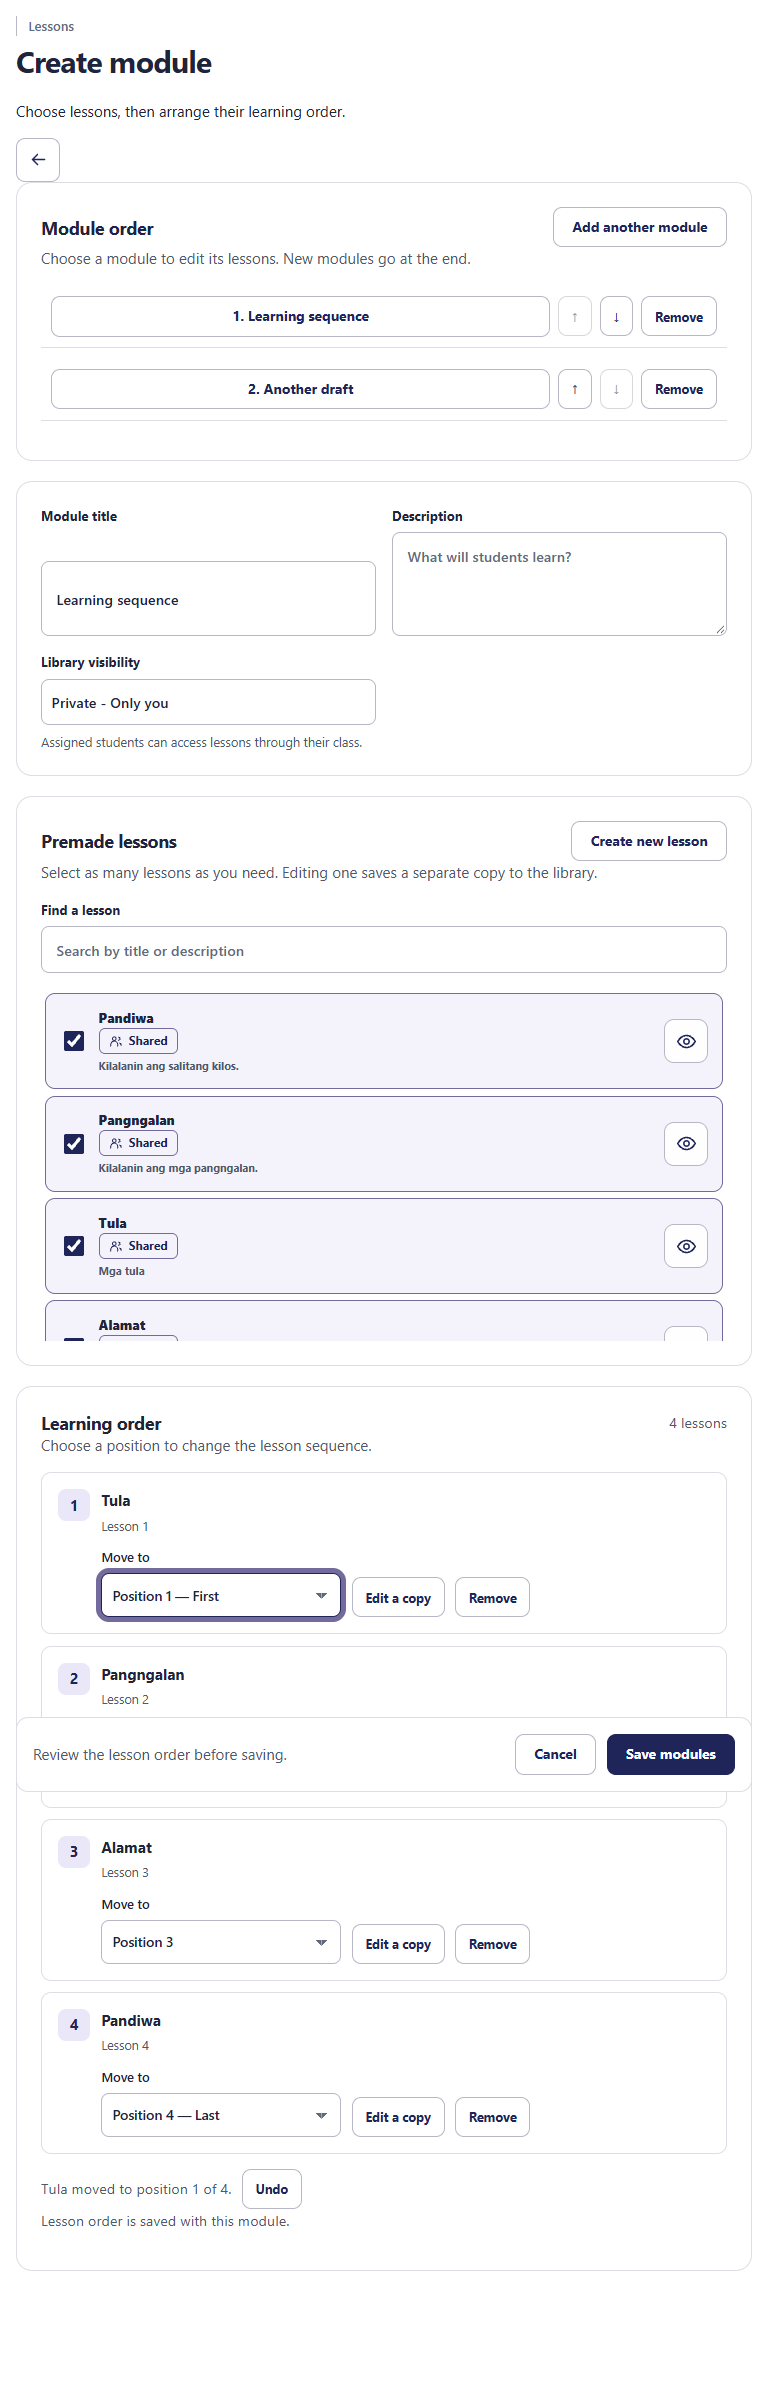 Lessons
Create module
Choose lessons, then arrange their learning order.
←
Module order
Add another module
Choose a module to edit its lessons. New modules go at the end.
1. Learning sequence
↑
↓
Remove
2. Another draft
↑
↓
Remove
Module title
Description
Learning sequence
What will students learn?
Library visibility
Private - Only you
Assigned students can access lessons through their class.
Premade lessons
Create new lesson
Select as many lessons as you need. Editing one saves a separate copy to the library.
Find a lesson
Search by title or description
Pandiwa
Shared
Kilalanin ang salitang kilos.
Pangngalan
Shared
Kilalanin ang mga pangngalan.
Tula
Shared
Mga tula
Alamat
Learning order
4 lessons
Choose a position to change the lesson sequence.
1
Tula
Lesson 1
Move to
Position 1 — First
Edit a copy
Remove
2
Pangngalan
Lesson 2
Review the lesson order before saving.
Cancel
Save modules
3
Alamat
Lesson 3
Move to
Position 3
Edit a copy
Remove
4
Pandiwa
Lesson 4
Move to
Position 4 — Last
Edit a copy
Remove
Tula moved to position 1 of 4.
Undo
Lesson order is saved with this module.